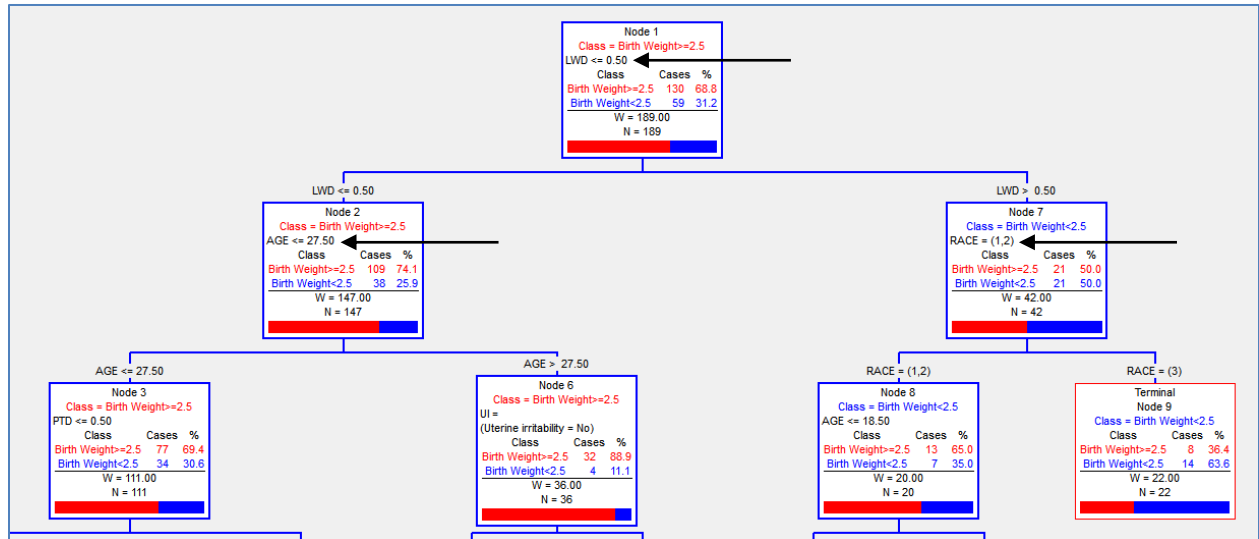 Node 1
Class = Birth Weight>=2.5
LWD <= 0.50
Class Cases %
Birth Weight>=2.5 130 68.8
Birth Weight<2.5 59 31.2
W = 189.00
N = 189
LWD <= 0.50
LWD > 0.50
Node 2
Class = Birth Weight>=2.5
AGE <= 27.50
Class Cases %
Birth Weight>=2.5 109 74.1
Birth Weight<2.5 38 25.9
W = 147.00
N = 147
Node 7
Class = Birth Weight<2.5
RACE = (1,2)
Class Cases %
Birth Weight>=2.5 21 50.0
Birth Weight<2.5 21 50.0
W = 42.00
N = 42
AGE <= 27.50
AGE > 27.50
RACE = (1,2)
RACE = (3)
Node 3
Class = Birth Weight>=2.5
PTD <= 0.50
Class Cases %
Birth Weight>=2.5 77 69.4
Birth Weight<2.5 34 30.6
W = 111.00
N = 111
Node 6
Class = Birth Weight>=2.5
UI =
(Uterine irritability = No)
Class Cases %
Birth Weight>=2.5 32 88.9
Birth Weight<2.5 4 11.1
W = 36.00
N = 36
Node 8
Class = Birth Weight<2.5
AGE <= 18.50
Class Cases %
Birth Weight>=2.5 13 65.0
Birth Weight<2.5 7 35.0
W = 20.00
N = 20
Terminal
Node 9
Class = Birth Weight<2.5
Class Cases %
Birth Weight>=2.5 8 36.4
Birth Weight<2.5 14 63.6
W = 22.00
N = 22